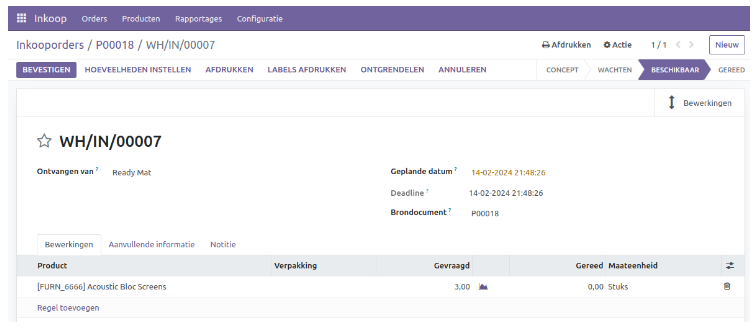 Inkoop Orders Producten Rapportages Configuratie
Inkooporders / P00018 / WH/IN/00007 Afdrukken Actie 1 / 1 Nieuw
BEVESTIGEN HOEVEELHEDEN INSTELLEN AFDRUKKEN LABELS AFDRUKKEN ONTGRENDELEN ANNULEREN CONCEPT WACHTEN BESCHIKBAAR GEREED
Bewerkingen
WH/IN/00007
Ontvangen van ? Ready Mat Geplande datum ? 14-02-2024 21:48:26
Deadline ? 14-02-2024 21:48:26
Brondocument ? P00018
Bewerkingen Aanvullende informatie Notitie
Product Verpakking Gevraagd Gereed Maateenheid
[FURN_6666] Acoustic Bloc Screens 3,00 0,00 Stuks
Regel toevoegen